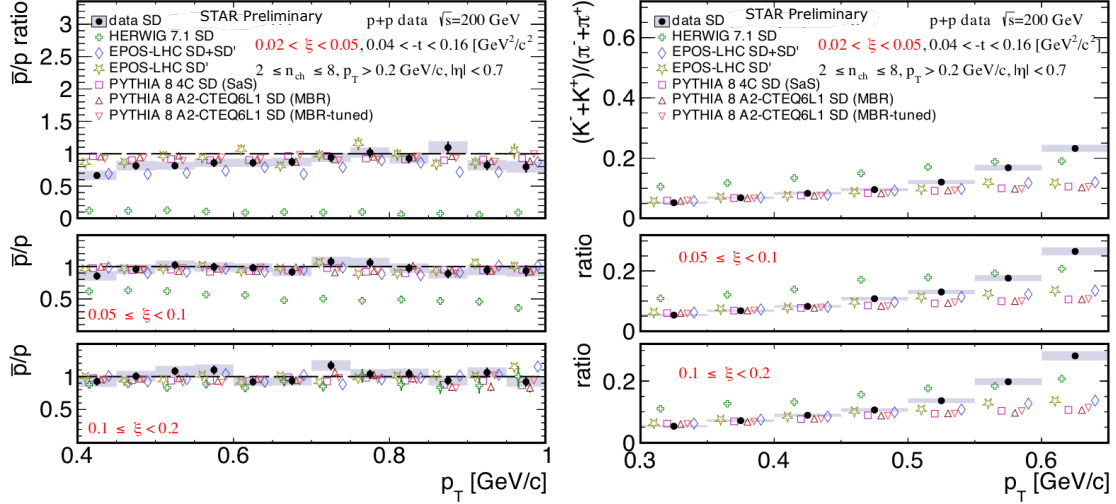 p̅/p ratio
3
2.5
2
1.5
1
0.5
0
data SD
STAR Preliminary
p+p data √s=200 GeV
HERWIG 7.1 SD
EPOS-LHC SD+SD'
0.02 < ξ < 0.05, 0.04 < -t < 0.16 [GeV²/c²]
EPOS-LHC SD'
2 ≤ n_ch ≤ 8, p_T > 0.2 GeV/c, |η| < 0.7
PYTHIA 8 4C SD (SaS)
PYTHIA 8 A2-CTEQ6L1 SD (MBR)
PYTHIA 8 A2-CTEQ6L1 SD (MBR-tuned)
p̅/p
1
0.5
0.05 ≤ ξ < 0.1
p̅/p
1
0.5
0.1 ≤ ξ < 0.2
0.4
0.6
0.8
1
p_T [GeV/c]
(K⁻+K⁺)/(π⁻+π⁺)
0.6
0.4
0.2
0
data SD
STAR Preliminary
p+p data √s=200 GeV
HERWIG 7.1 SD
EPOS-LHC SD+SD'
0.02 < ξ < 0.05, 0.04 < -t < 0.16 [GeV²/c²]
EPOS-LHC SD'
2 ≤ n_ch ≤ 8, p_T > 0.2 GeV/c, |η| < 0.7
PYTHIA 8 4C SD (SaS)
PYTHIA 8 A2-CTEQ6L1 SD (MBR)
PYTHIA 8 A2-CTEQ6L1 SD (MBR-tuned)
ratio
0.2
0
0.05 ≤ ξ < 0.1
ratio
0.2
0
0.1 ≤ ξ < 0.2
0.3
0.4
0.5
0.6
p_T [GeV/c]